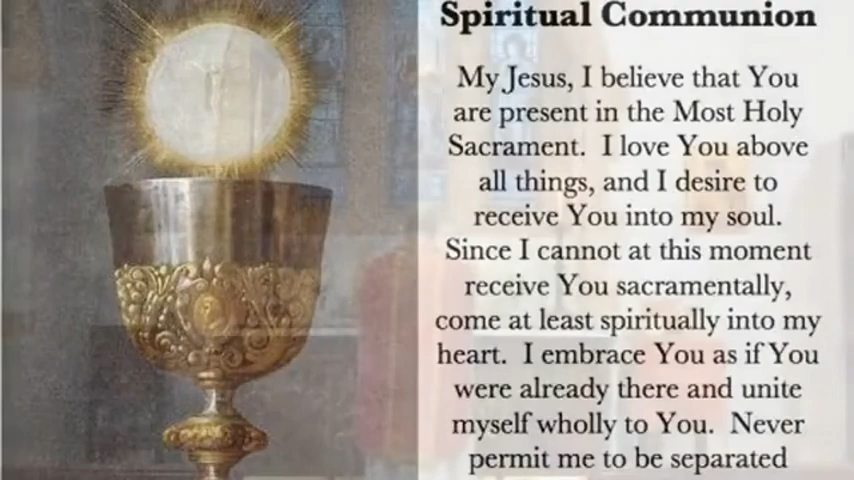 Spiritual Communion
My Jesus, I believe that You
are present in the Most Holy
Sacrament. I love You above
all things, and I desire to
receive You into my soul.
Since I cannot at this moment
receive You sacramentally,
come at least spiritually into my
heart. I embrace You as if You
were already there and unite
myself wholly to You. Never
permit me to be separated